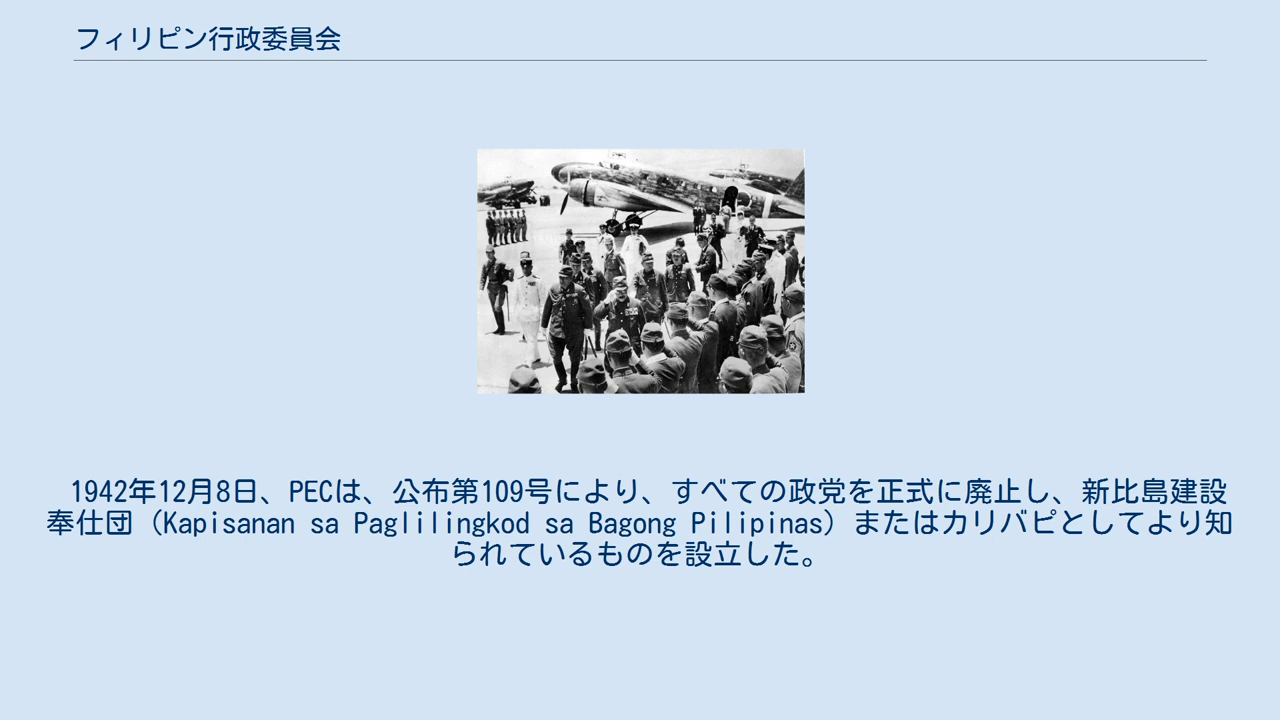 フィリピン行政委員会
1942年12月8日、PECは、公布第109号により、すべての政党を正式に廃止し、新比島建設
奉仕団（Kapisanan sa Paglilingkod sa Bagong Pilipinas）またはカリバピとしてより知
られているものを設立した。